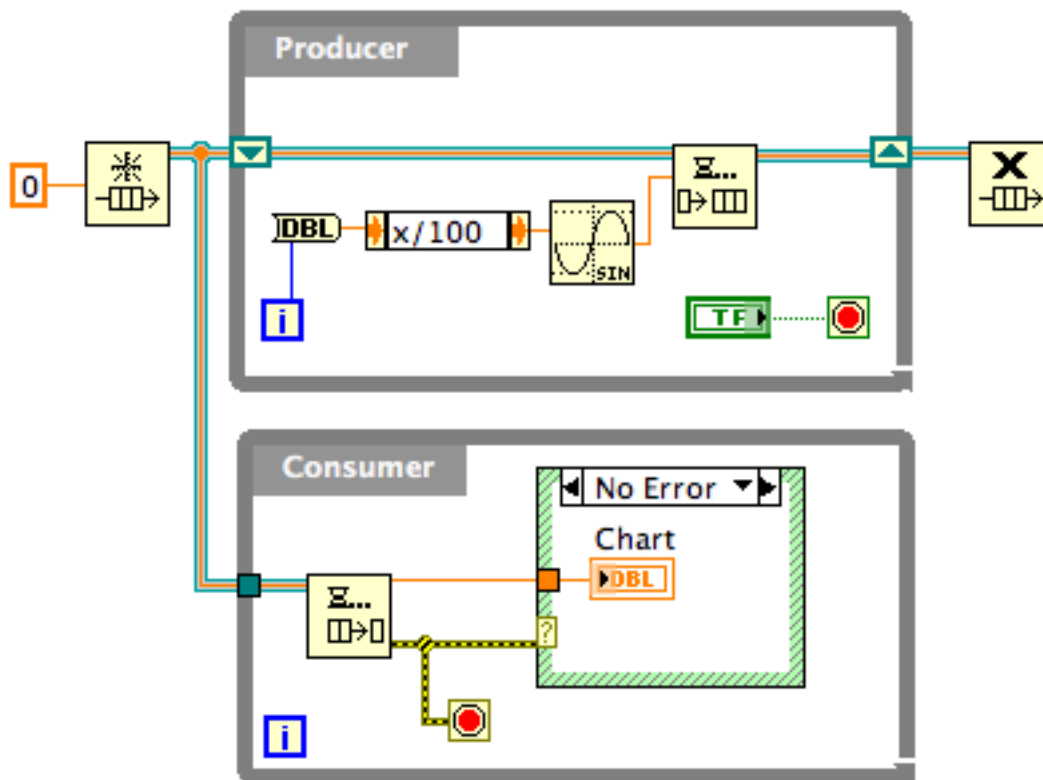 Producer
0
DBL
x/100
SIN
i
TF
Consumer
No Error
Chart
DBL
?
i